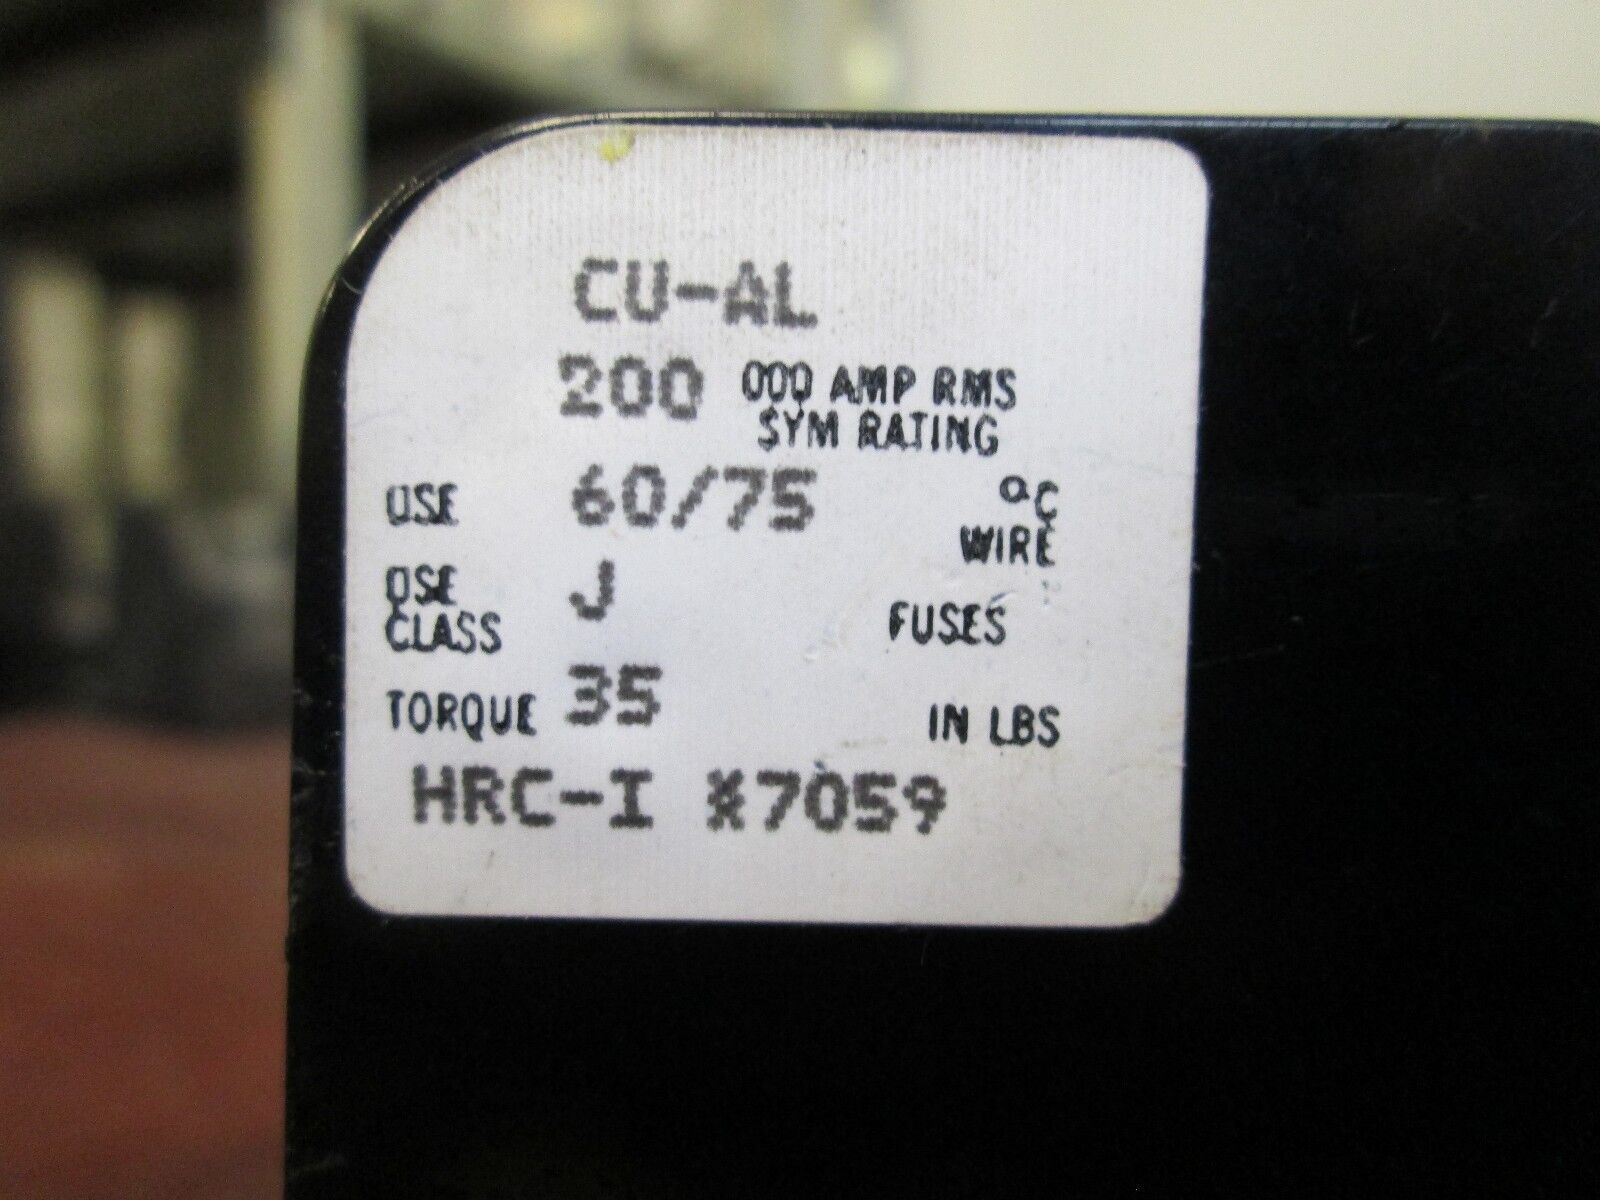 CU-AL
200 000 AMP RMS
SYM RATING
USE 60/75 °C
WIRE
USE J FUSES
CLASS
TORQUE 35 IN LBS
HRC-I *7059